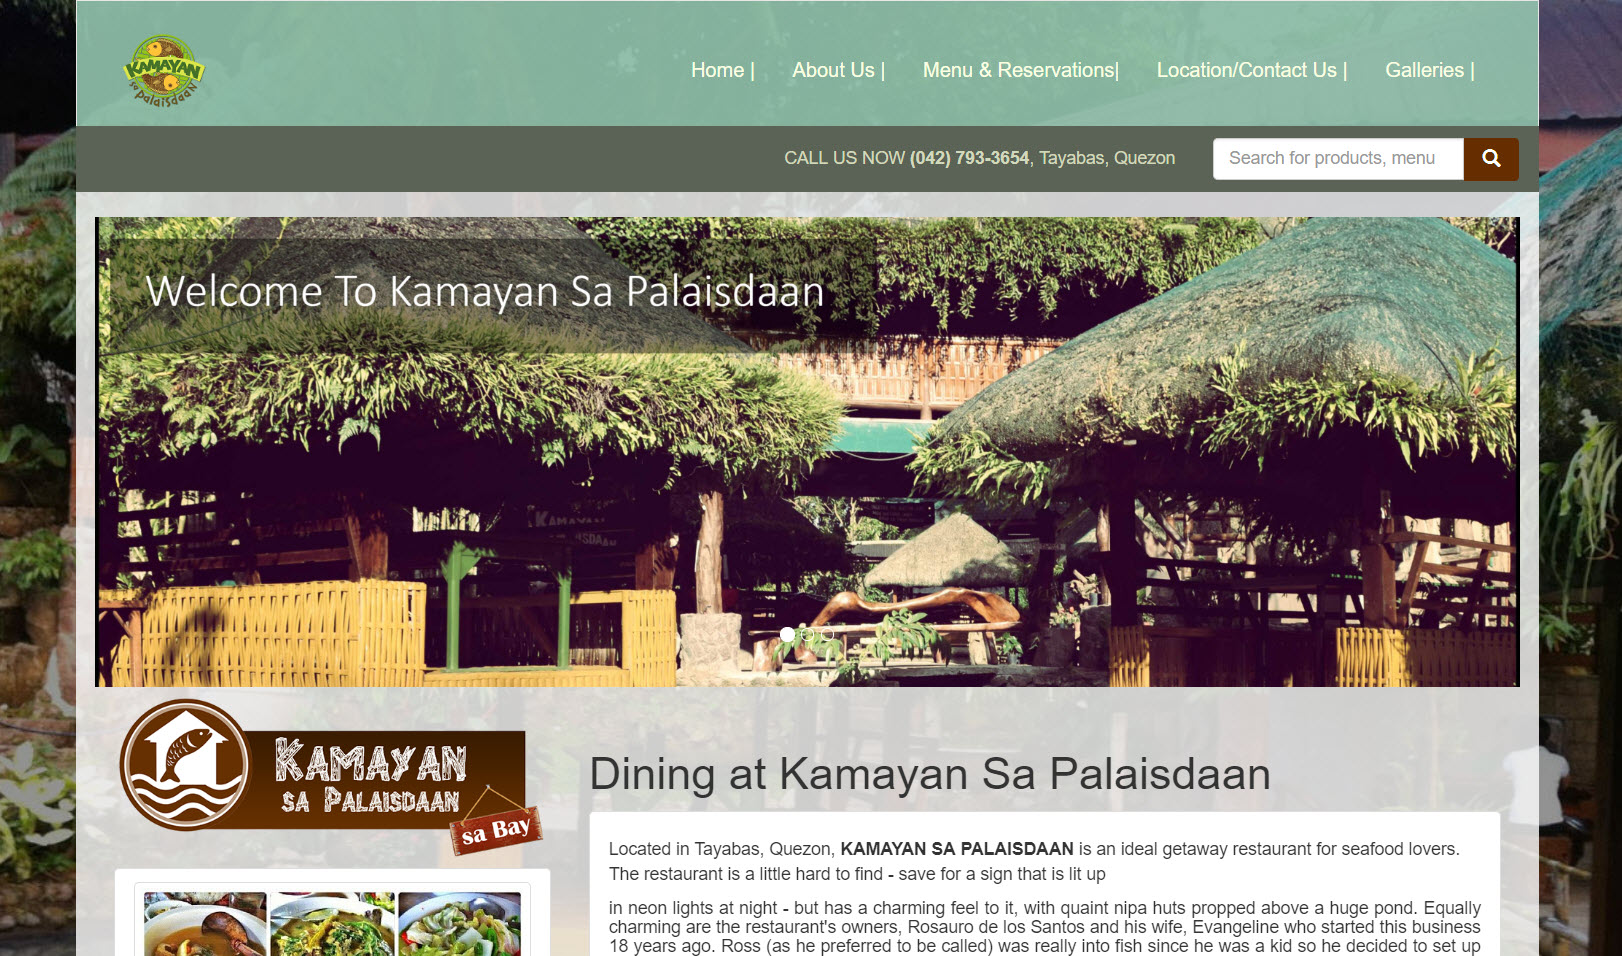 KAMAYAN
sa Palaisdaan
Home |
About Us |
Menu & Reservations|
Location/Contact Us |
Galleries |
CALL US NOW (042) 793-3654, Tayabas, Quezon
Search for products, menu
Welcome To Kamayan Sa Palaisdaan
KAMAYAN
KAMAYAN
SA PALAISDAAN
sa Bay
Dining at Kamayan Sa Palaisdaan
Located in Tayabas, Quezon, KAMAYAN SA PALAISDAAN is an ideal getaway restaurant for seafood lovers.
The restaurant is a little hard to find - save for a sign that is lit up
in neon lights at night - but has a charming feel to it, with quaint nipa huts propped above a huge pond. Equally
charming are the restaurant's owners, Rosauro de los Santos and his wife, Evangeline who started this business
18 years ago. Ross (as he preferred to be called) was really into fish since he was a kid so he decided to set up